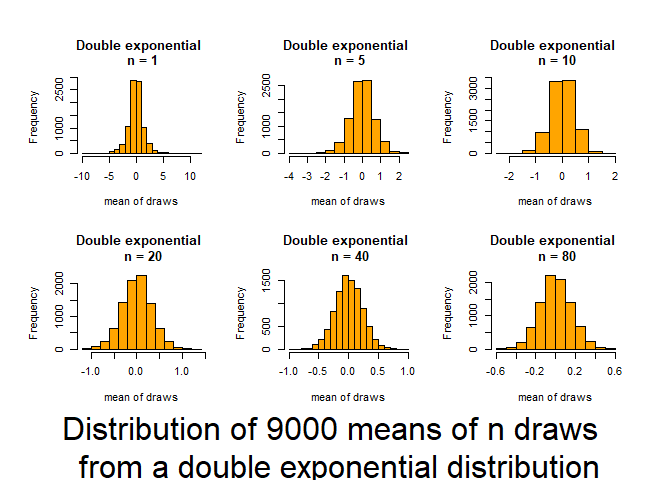 Double exponential
n = 1
Frequency
0 1000 2500
-10 -5 0 5 10
mean of draws
Double exponential
n = 5
Frequency
0 1000 2500
-4 -3 -2 -1 0 1 2
mean of draws
Double exponential
n = 10
Frequency
0 1500 3000
-2 -1 0 1 2
mean of draws
Double exponential
n = 20
Frequency
0 1000 2000
-1.0 0.0 1.0
mean of draws
Double exponential
n = 40
Frequency
0 500 1500
-1.0 -0.5 0.0 0.5 1.0
mean of draws
Double exponential
n = 80
Frequency
0 1000 2000
-0.6 -0.2 0.2 0.6
mean of draws
Distribution of 9000 means of n draws
from a double exponential distribution